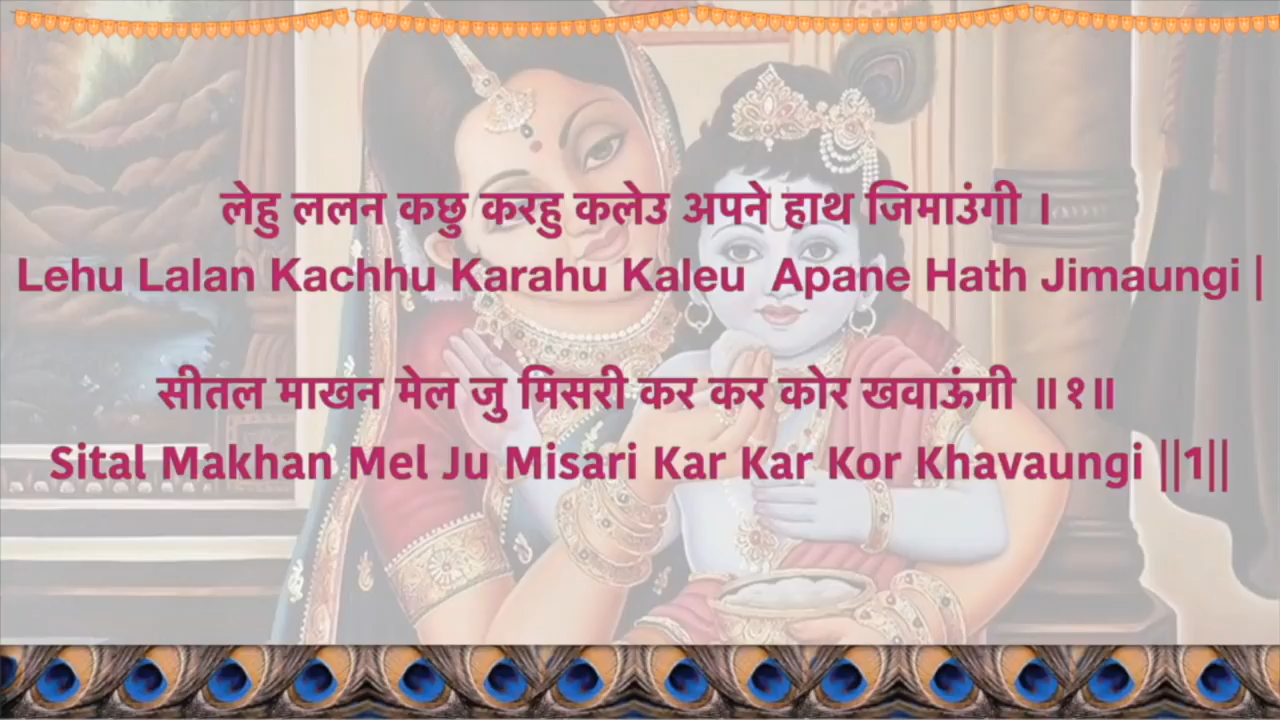 लेहु ललन कछु करहु कलेउ अपने हाथ जिमाउंगी ।
Lehu Lalan Kachhu Karahu Kaleu Apane Hath Jimaungi |
सीतल माखन मेल जु मिसरी कर कर कोर खवाऊंगी ॥१॥
Sital Makhan Mel Ju Misari Kar Kar Kor Khavaungi ||1||